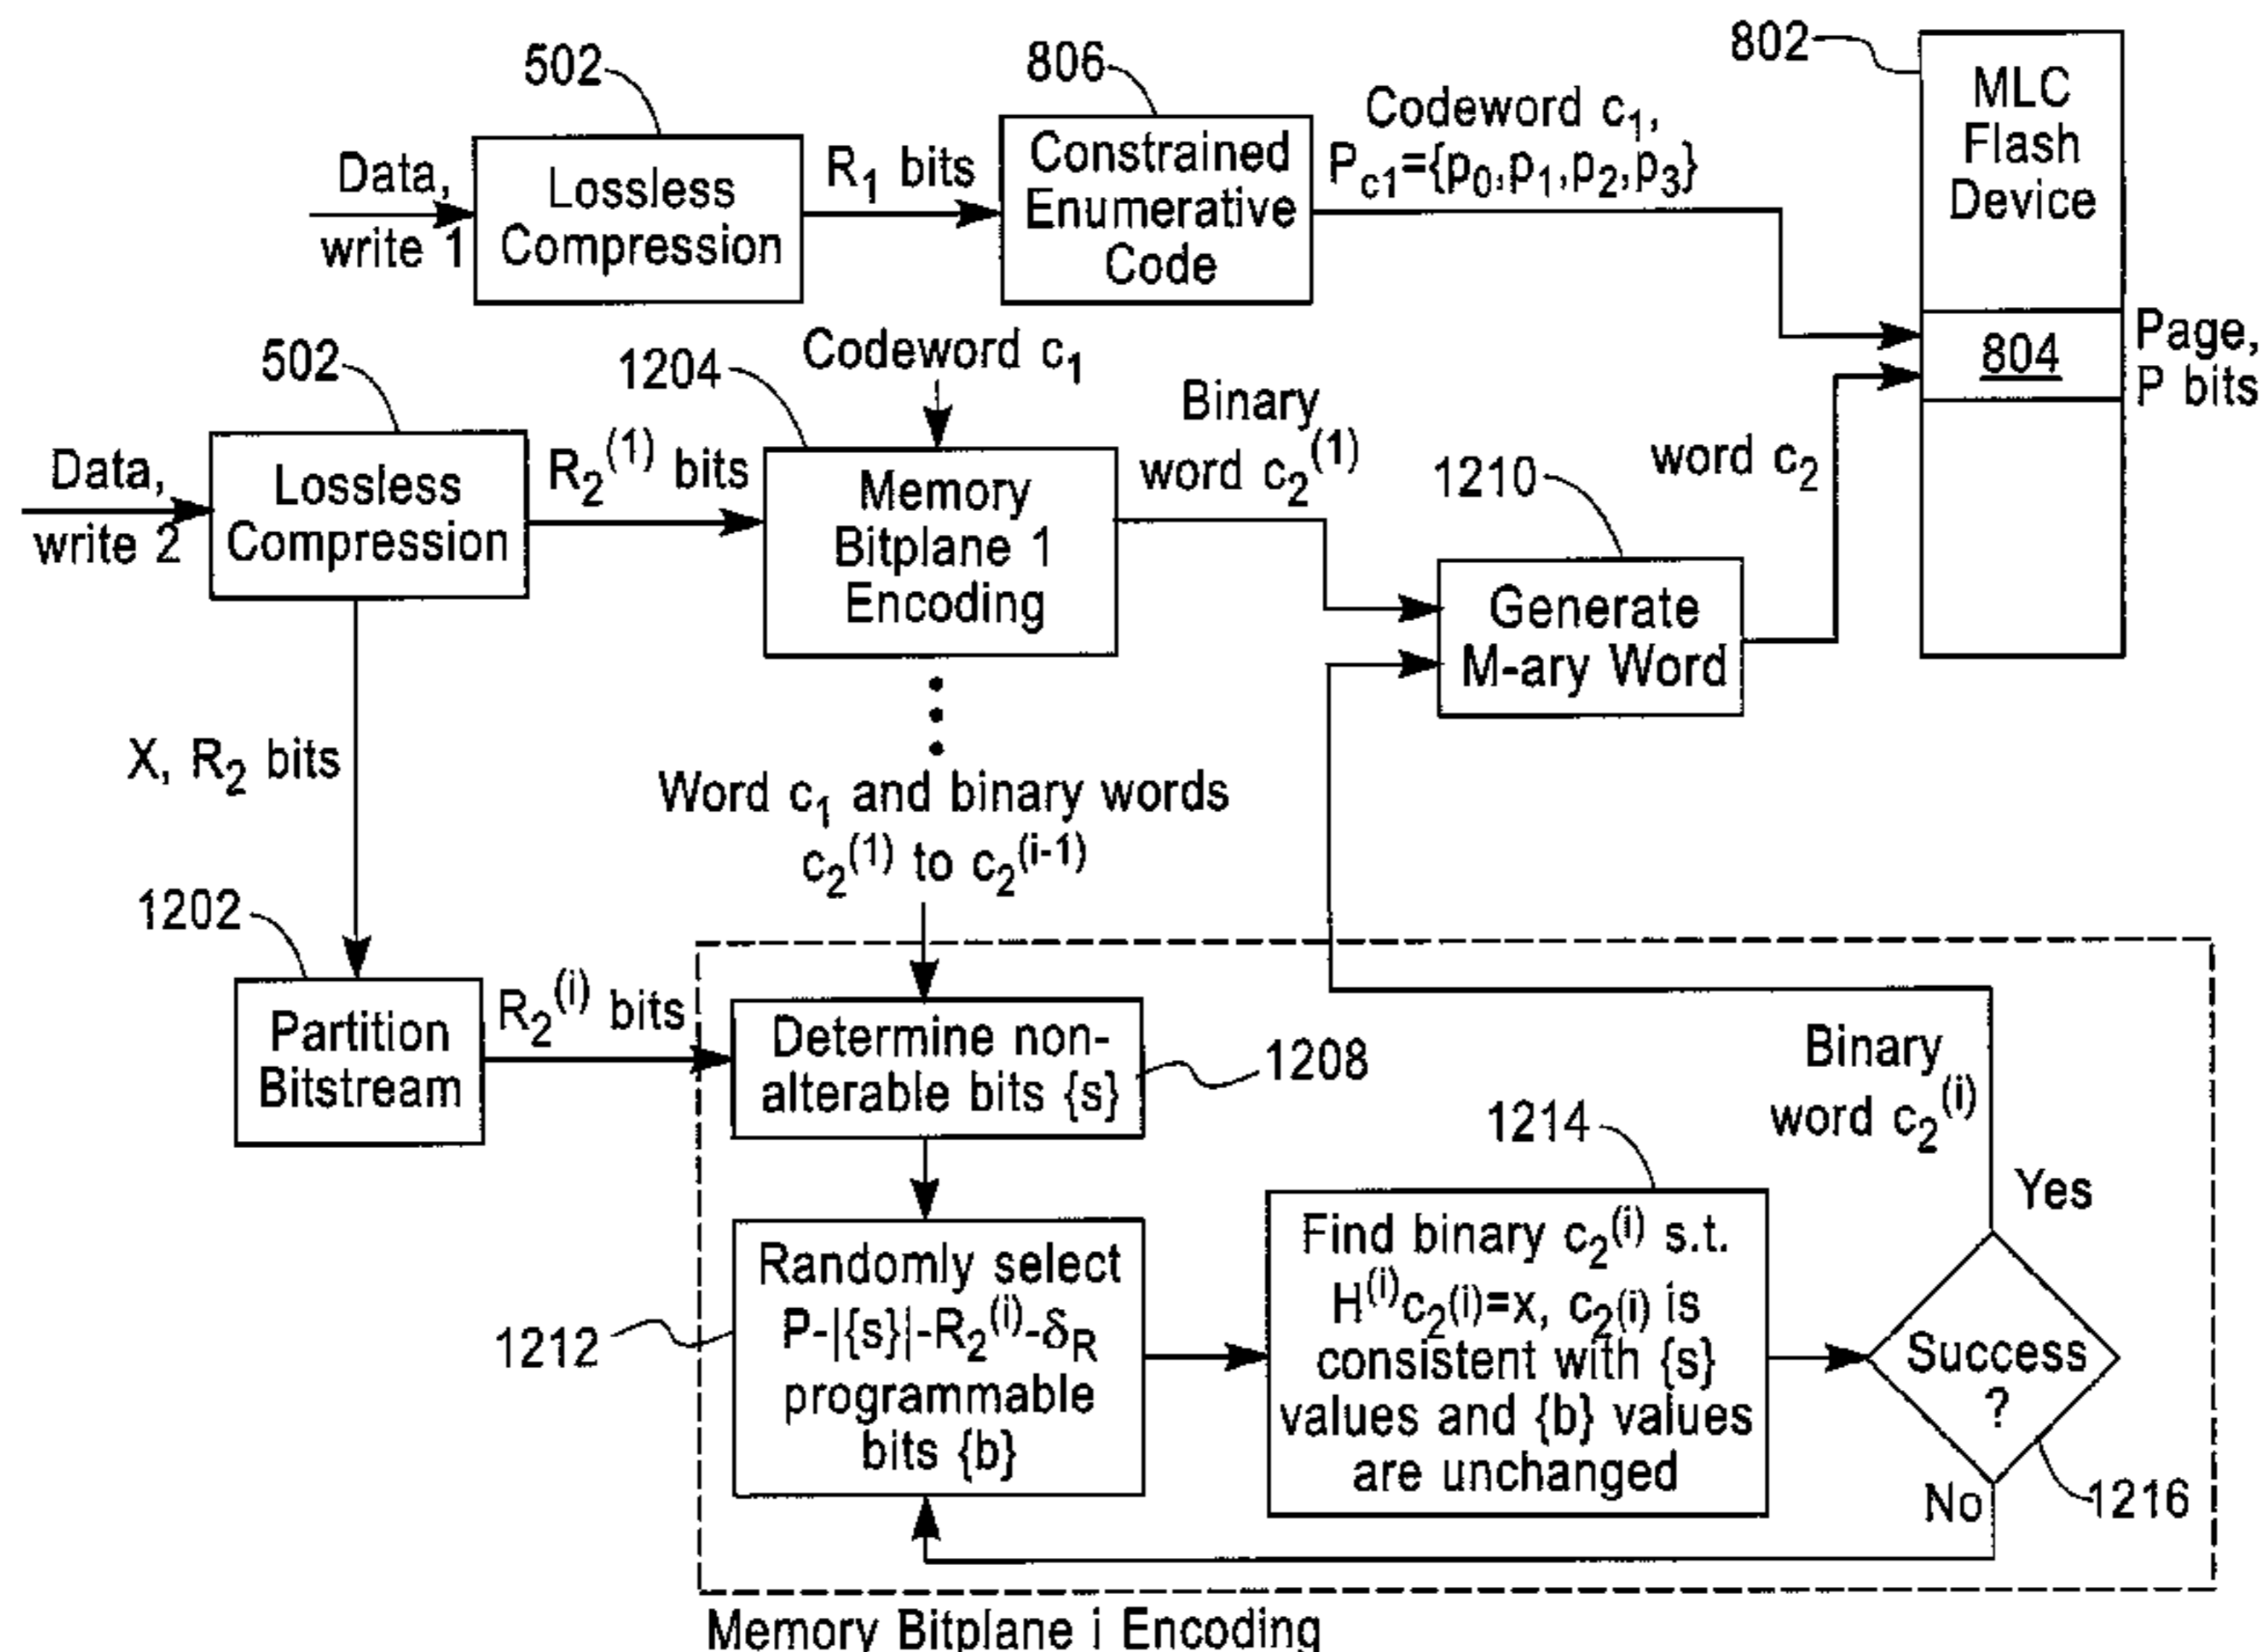 502
806
802
Data,
write 1
Lossless
Compression
R₁ bits
Constrained
Enumerative
Code
Codeword c₁,
P_c1={p₀,p₁,p₂,p₃}
MLC
Flash
Device
804
Page,
P bits
502
1204
Codeword c₁
Data,
write 2
Lossless
Compression
R₂⁽¹⁾ bits
Memory
Bitplane 1
Encoding
Binary
word c₂⁽¹⁾
1210
Generate
M-ary Word
word c₂
X, R₂ bits
Word c₁ and binary words
c₂⁽¹⁾ to c₂⁽ⁱ⁻¹⁾
1202
Partition
Bitstream
R₂⁽ⁱ⁾ bits
Determine non-
alterable bits {s}
1208
Binary
word c₂⁽ⁱ⁾
1212
Randomly select
P-|{s}|-R₂⁽ⁱ⁾-δ_R
programmable
bits {b}
1214
Find binary c₂⁽ⁱ⁾ s.t.
H⁽ⁱ⁾c₂(i)=x, c₂(i) is
consistent with {s}
values and {b} values
are unchanged
Yes
Success
?
No
1216
Memory Bitplane i Encoding